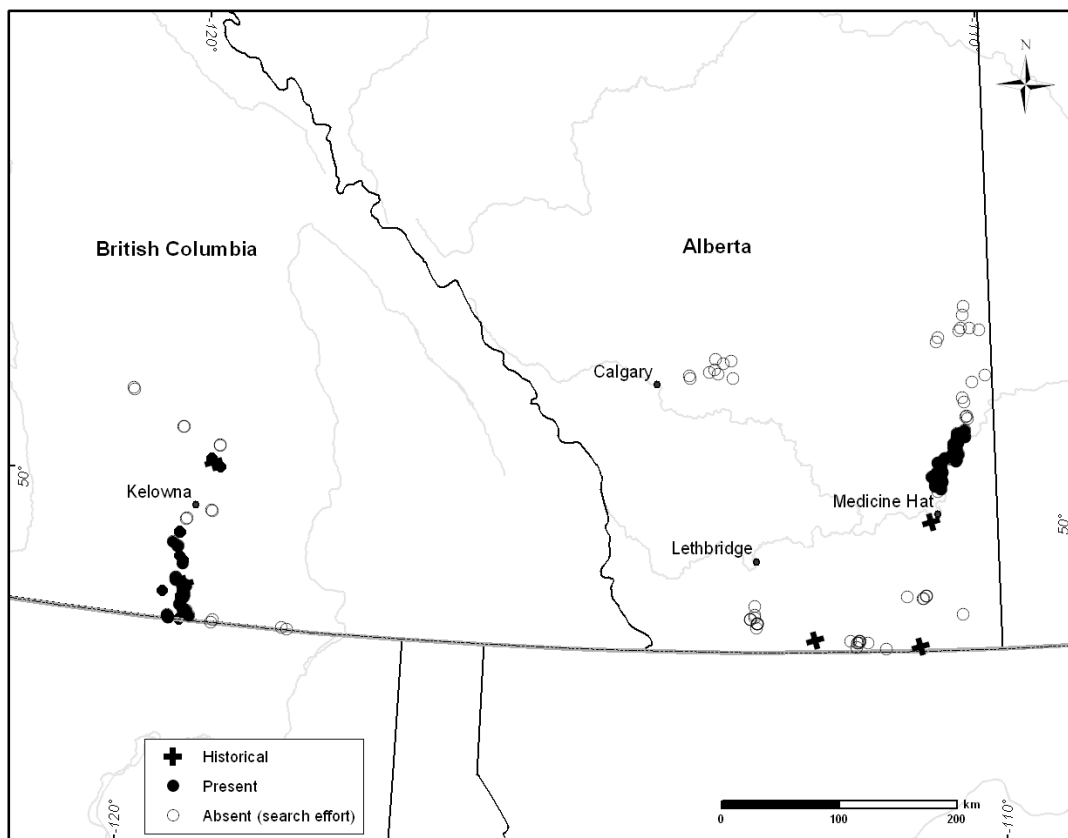 -120°
-110°
N
British Columbia
Alberta
Calgary
50°
Kelowna
Medicine Hat
50°
Lethbridge
Historical
Present
Absent (search effort)
km
0 100 200
-120°
-110°